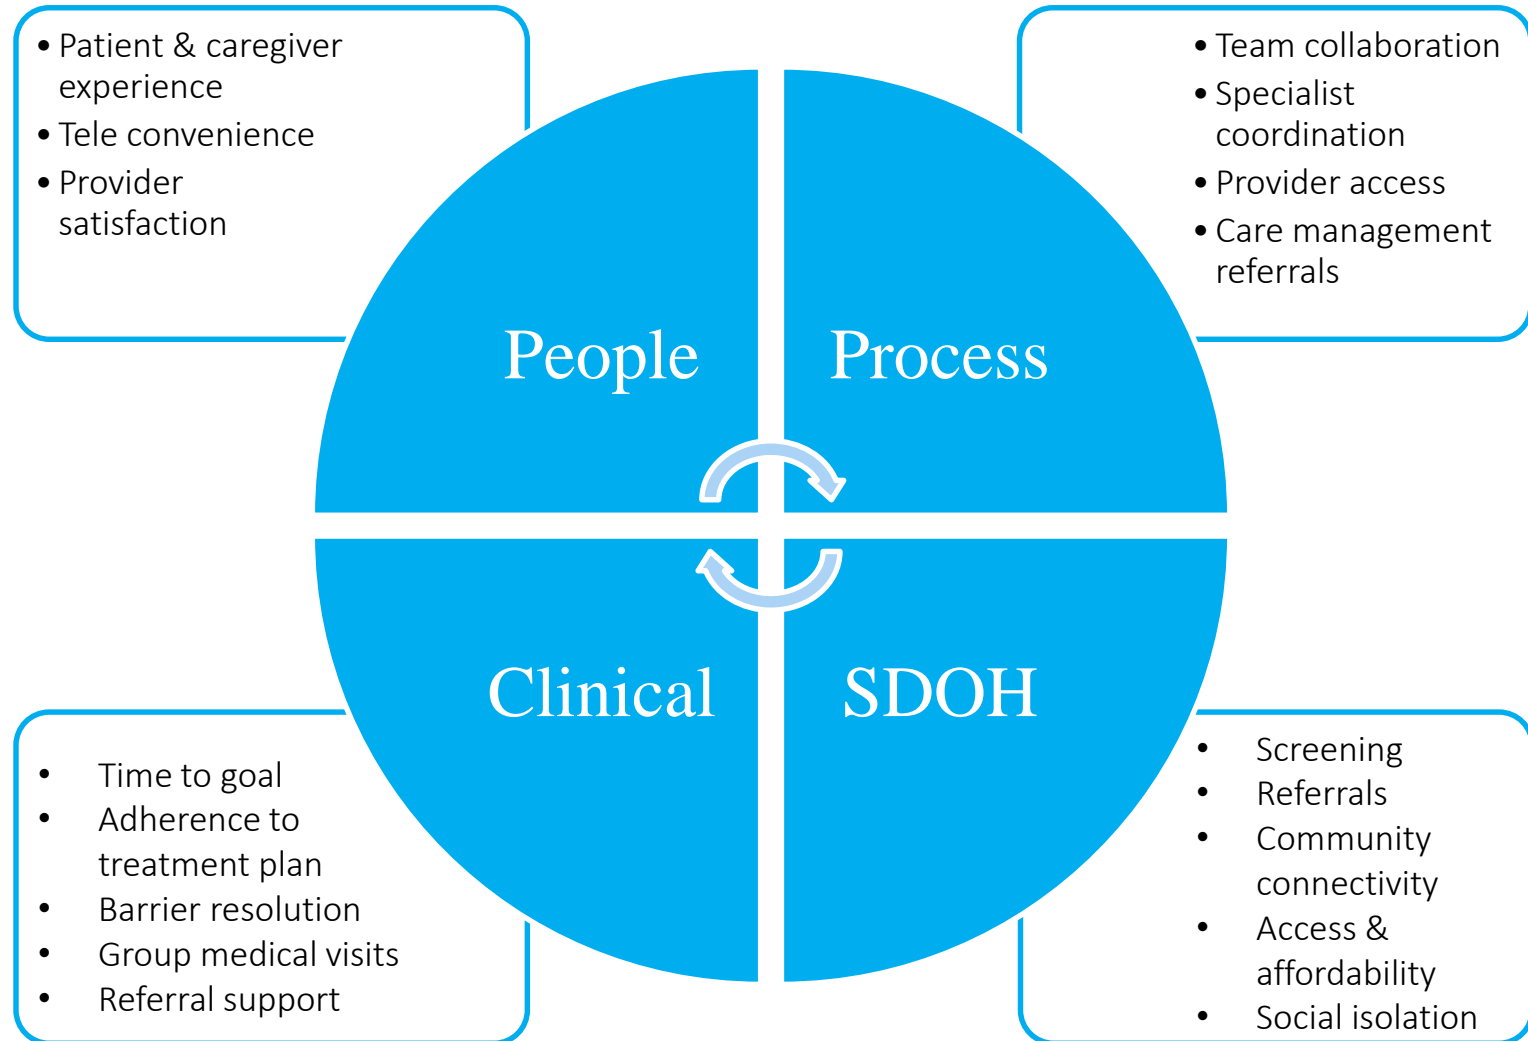 • Patient & caregiver
experience
• Tele convenience
• Provider
satisfaction
• Team collaboration
• Specialist
coordination
• Provider access
• Care management
referrals
People
Process
Clinical
SDOH
• Time to goal
• Adherence to
treatment plan
• Barrier resolution
• Group medical visits
• Referral support
• Screening
• Referrals
• Community
connectivity
• Access &
affordability
• Social isolation